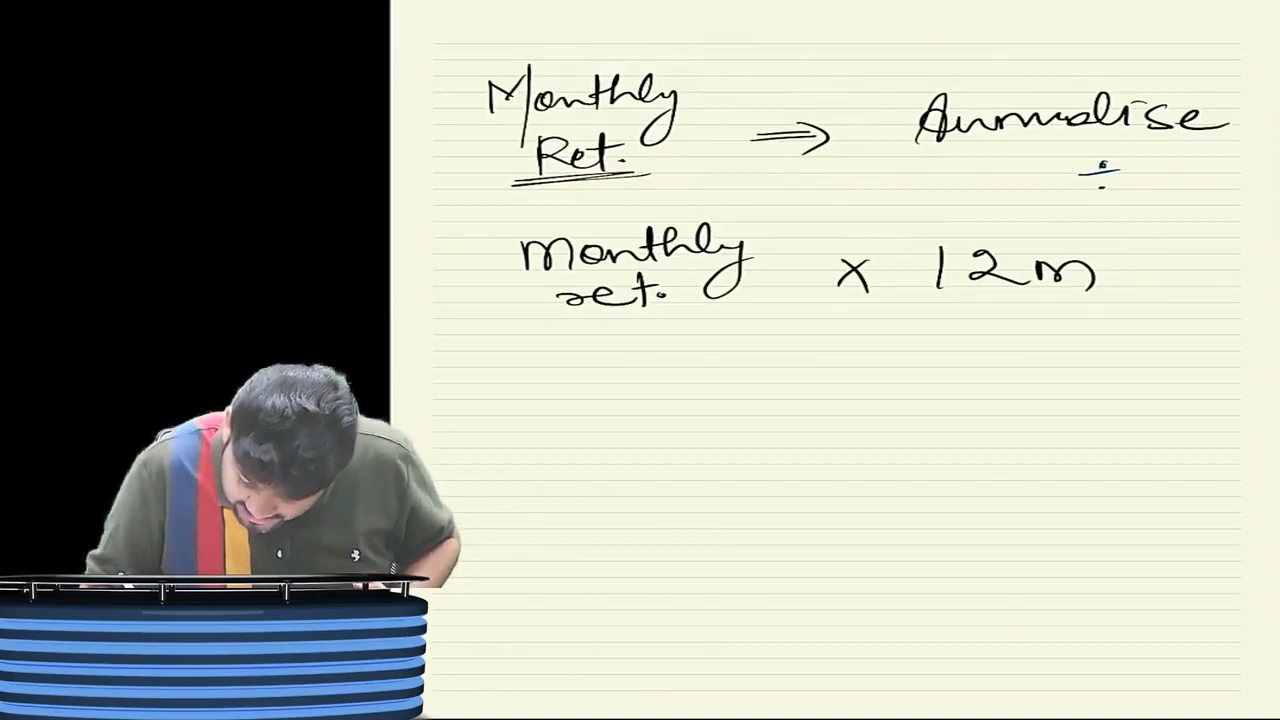 Monthly
Ret. ⇒ Annualise
÷
monthly
ret. x 12m